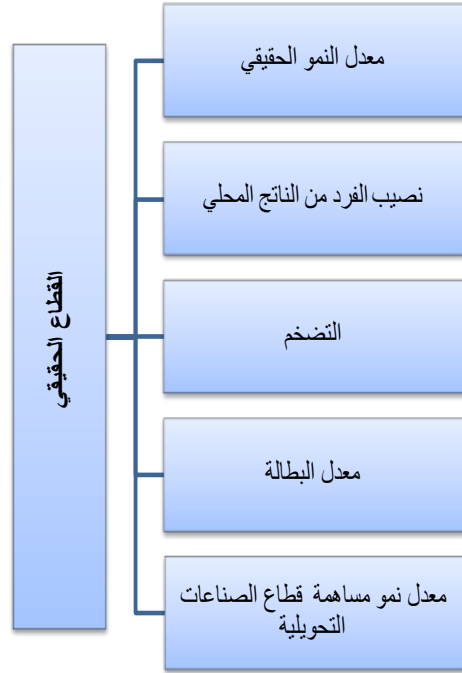 القطاع الحقيقي
معدل النمو الحقيقي
نصيب الفرد من الناتج المحلي
التضخم
معدل البطالة
معدل نمو مساهمة قطاع الصناعات
التحويلية